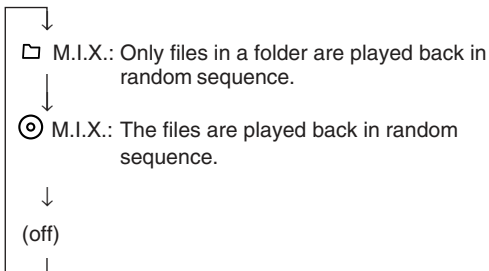 M.I.X.: Only files in a folder are played back in
random sequence.
M.I.X.: The files are played back in random
sequence.
(off)